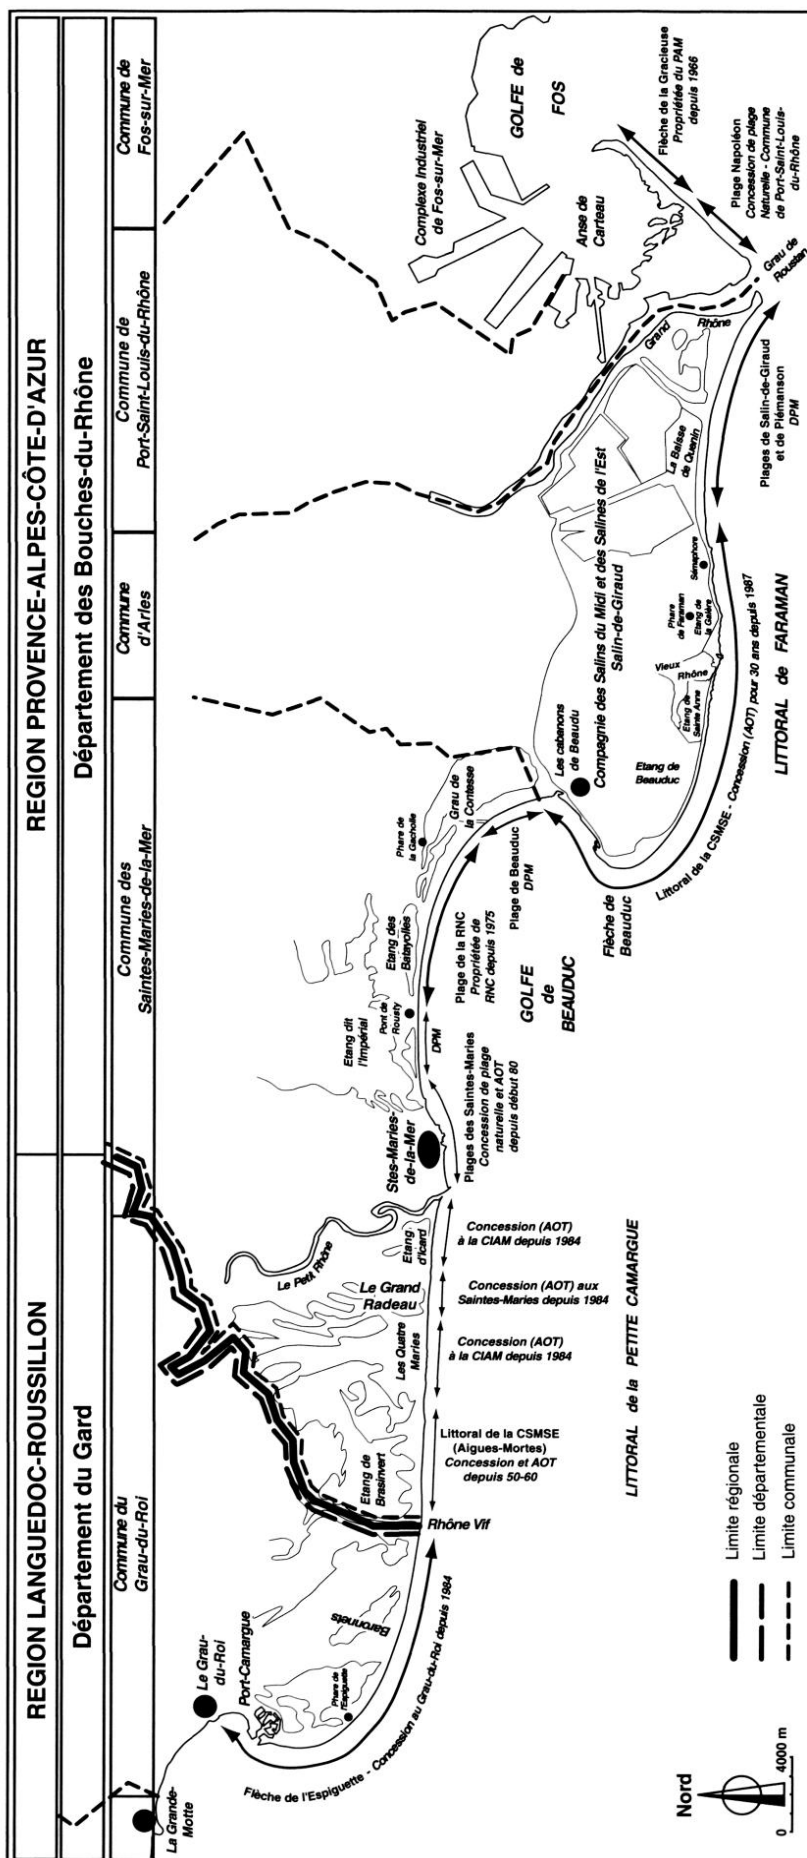 REGION LANGUEDOC-ROUSSILLON
REGION PROVENCE-ALPES-CÔTE-D'AZUR
Département du Gard
Département des Bouches-du-Rhône
Commune du
Grau-du-Roi
Commune des
Saintes-Maries-de-la-Mer
Commune
d'Arles
Commune de
Port-Saint-Louis-du-Rhône
Commune de
Fos-sur-Mer
La Grande-
Motte
Le Grau-
du-Roi
Port-Camargue
Phare de
l'Espiguette
Baronnets
Flèche de l'Espiguette - Concession au Grau-du-Roi depuis 1984
Rhône Vif
Etang de
Brasinvert
Les Quatre
Maries
Le Grand
Radeau
Le Petit Rhône
Etang
d'Icard
Littoral de la CSMSE
(Aigues-Mortes)
Concession et AOT
depuis 50-60
Concession (AOT)
à la CIAM depuis 1984
Concession (AOT) aux
Saintes-Maries depuis 1984
Concession (AOT)
à la CIAM depuis 1984
LITTORAL de la PETITE CAMARGUE
Stes-Maries-
de-la-Mer
Plages des Saintes-Maries
Concession de plage
naturelle et AOT
depuis début 80
Etang dit
l'Impérial
Pont de
Rousty
DPM
Etang des
Batayolles
Plage de la RNC
Propriétée de
RNC depuis 1975
Phare de
la Gacholle
Grau de
la Contesse
Plage de Beauduc
DPM
GOLFE
de
BEAUDUC
Flèche de
Beauduc
Les cabanons
de Beaudu
Compagnie des Salins du Midi et des Salines de l'Est
Salin-de-Giraud
Etang de
Beauduc
Etang de
Sainte Anne
Vieux
Rhône
Phare
de Faraman
Etang de
la Galère
Sémaphore
La Baisse
de Quenin
Littoral de la CSMSE - Concession (AOT) pour 30 ans depuis 1987
LITTORAL de FARAMAN
Grand
Rhône
Plages de Salin-de-Giraud
et de Piémanson
DPM
Grau de
Roustan
Complexe Industriel
de Fos-sur-Mer
Anse de
Carteau
GOLFE de
FOS
Plage Napoléon
Concession de plage
Naturelle - Commune
de Port-Saint-Louis-
du-Rhône
Flèche de la Gracieuse
Propriétée du PAM
depuis 1966
Nord
0 4000 m
Limite régionale
Limite départementale
Limite communale